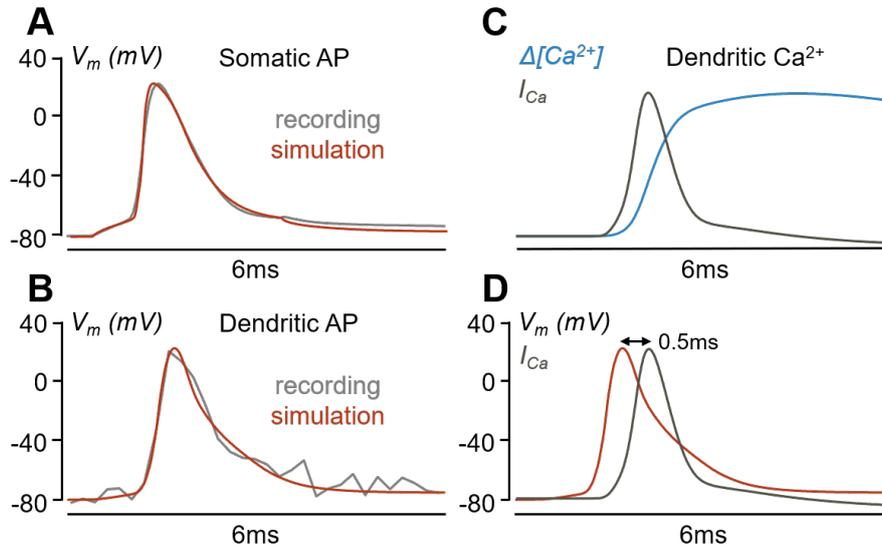 A
V_m (mV)
Somatic AP
40
0
-40
-80
recording
simulation
6ms
B
V_m (mV)
Dendritic AP
40
0
-40
-80
recording
simulation
6ms
C
Δ[Ca²⁺]
Dendritic Ca²⁺
I_Ca
6ms
D
V_m (mV)
I_Ca
0.5ms
40
0
-40
-80
6ms